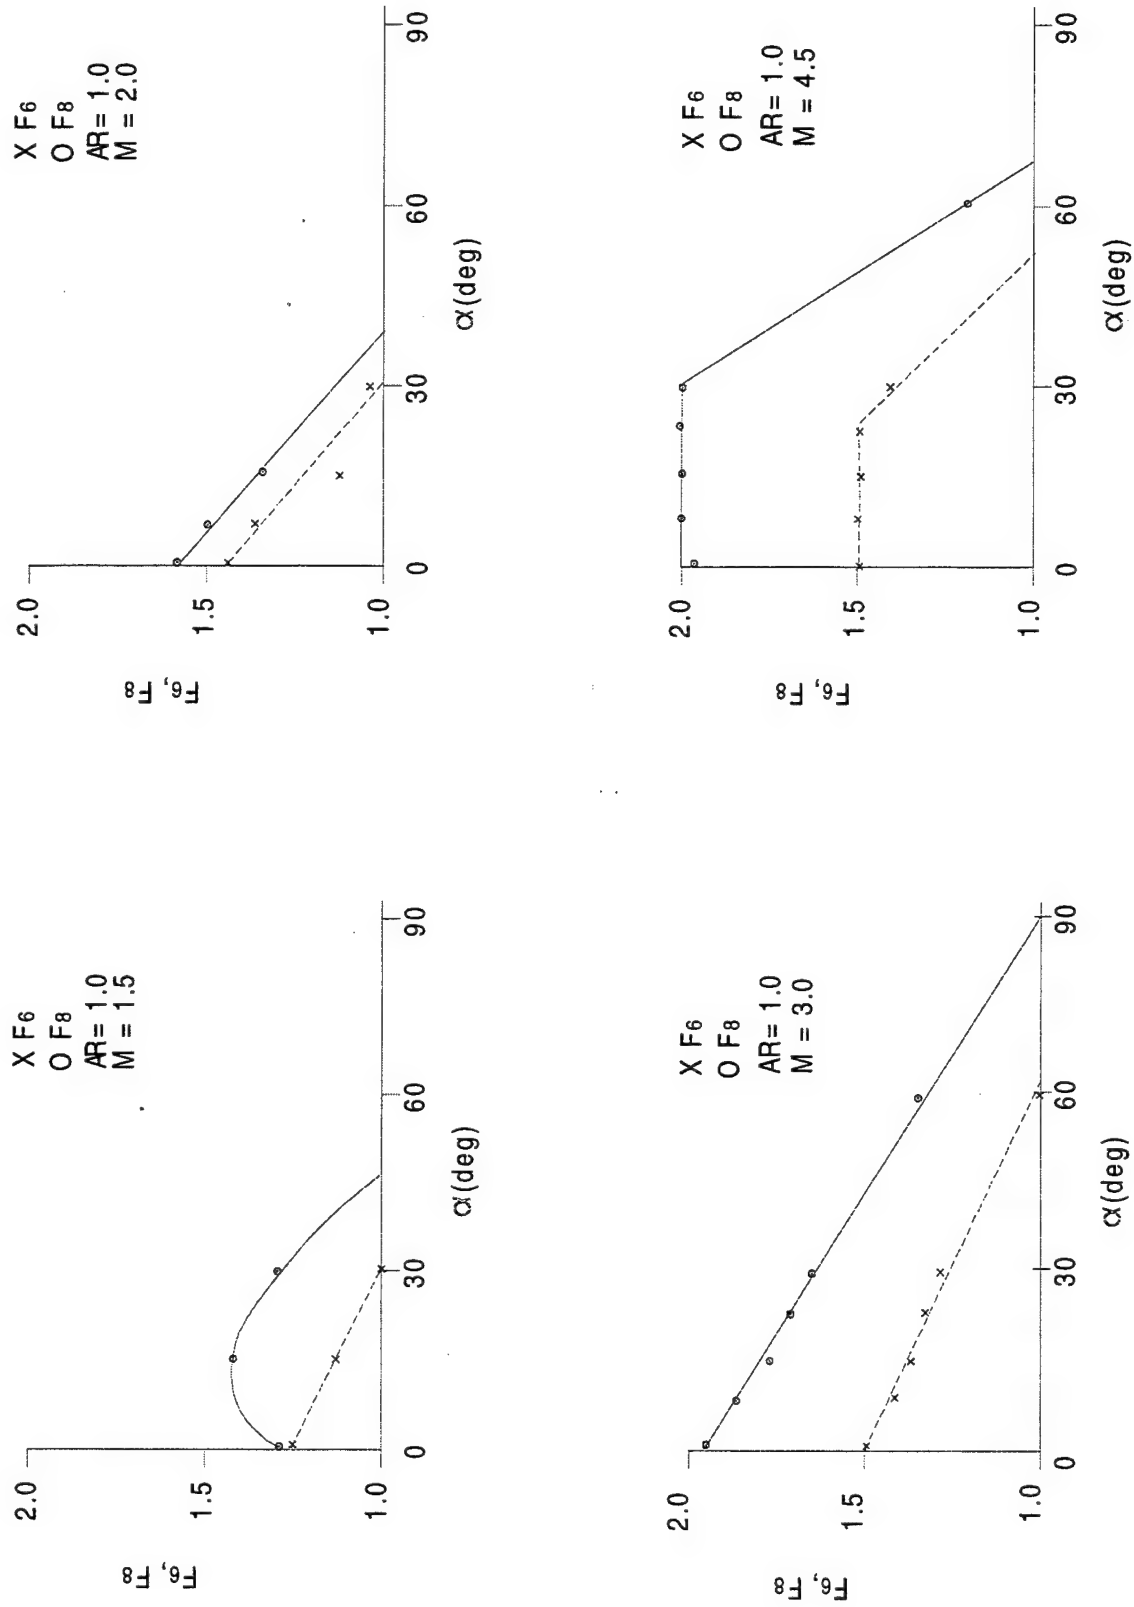 X F6
O F8
AR= 1.0
M = 1.5
2.0
1.5
1.0
F6, F8
0 30 60 90
α(deg)
X F6
O F8
AR= 1.0
M = 2.0
2.0
1.5
1.0
F6, F8
0 30 60 90
α(deg)
X F6
O F8
AR= 1.0
M = 3.0
2.0
1.5
1.0
F6, F8
0 30 60 90
α(deg)
X F6
O F8
AR= 1.0
M = 4.5
2.0
1.5
1.0
F6, F8
0 30 60 90
α(deg)